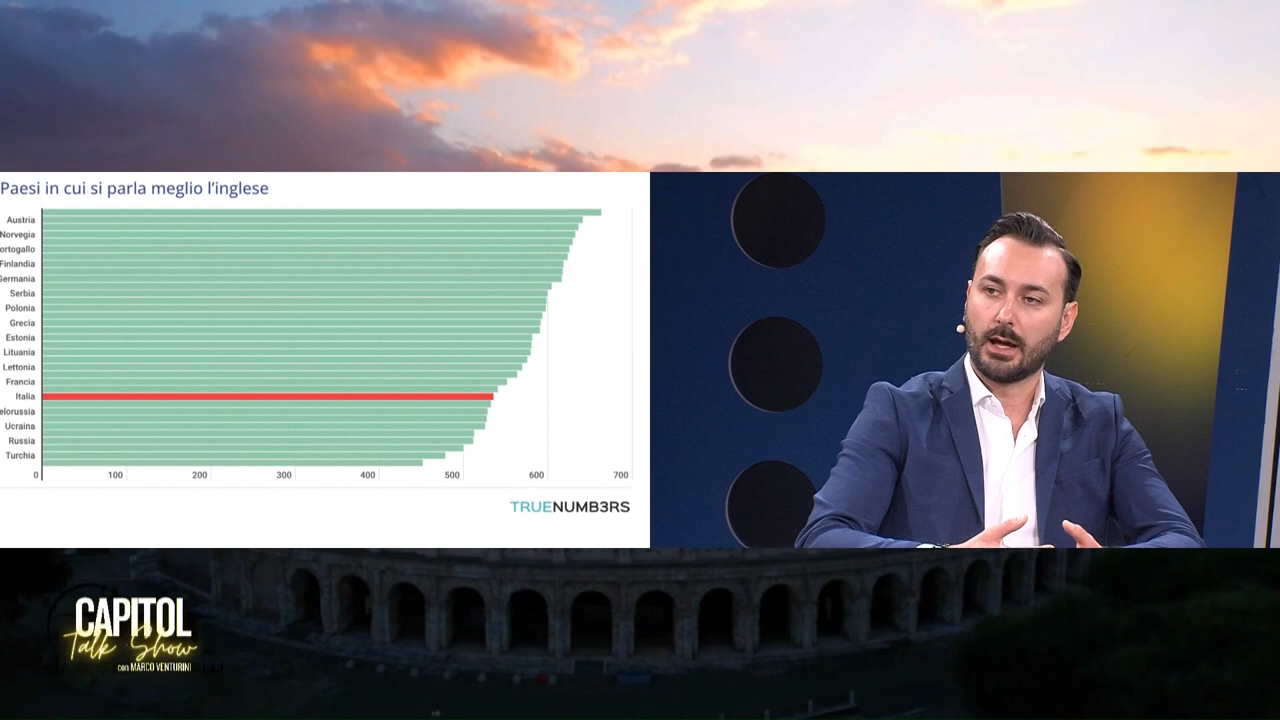 Paesi in cui si parla meglio l'inglese
Austria
Norvegia
ortogallo
Finlandia
Germania
Serbia
Polonia
Grecia
Estonia
Lituania
Lettonia
Francia
Italia
elorussia
Ucraina
Russia
Turchia
0 100 200 300 400 500 600 700
TRUENUMB3RS
CAPITOL
Talk Show
con MARCO VENTURINI